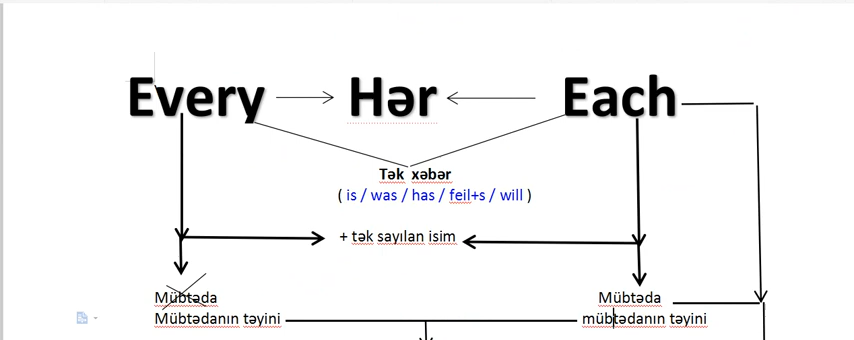 Every Hər Each
Tək xəbər
( is / was / has / feil+s / will )
+ tək sayılan isim
Mübtəda Mübtəda
Mübtədanın təyini mübtədanın təyini